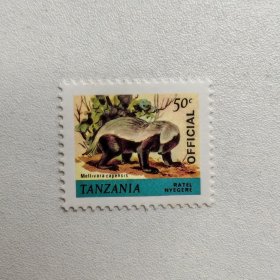 50c
OFFICIAL
Mellivora capensis
TANZANIA
RATEL
NYEGERE